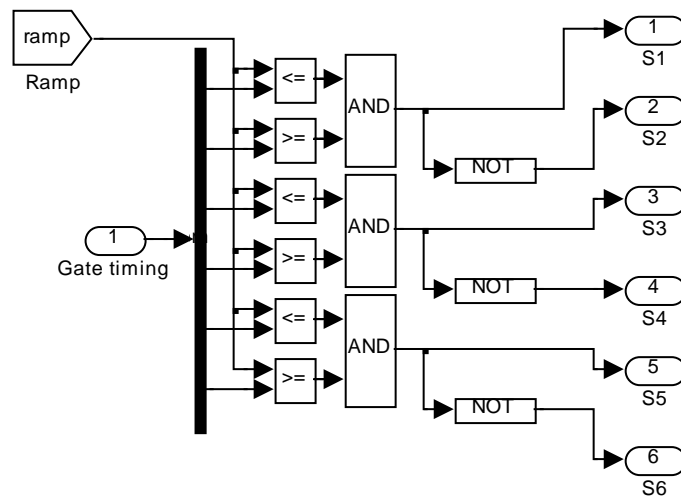 ramp
Ramp
1
Gate timing
<=
>=
<=
>=
<=
>=
AND
AND
AND
NOT
NOT
NOT
1
S1
2
S2
3
S3
4
S4
5
S5
6
S6